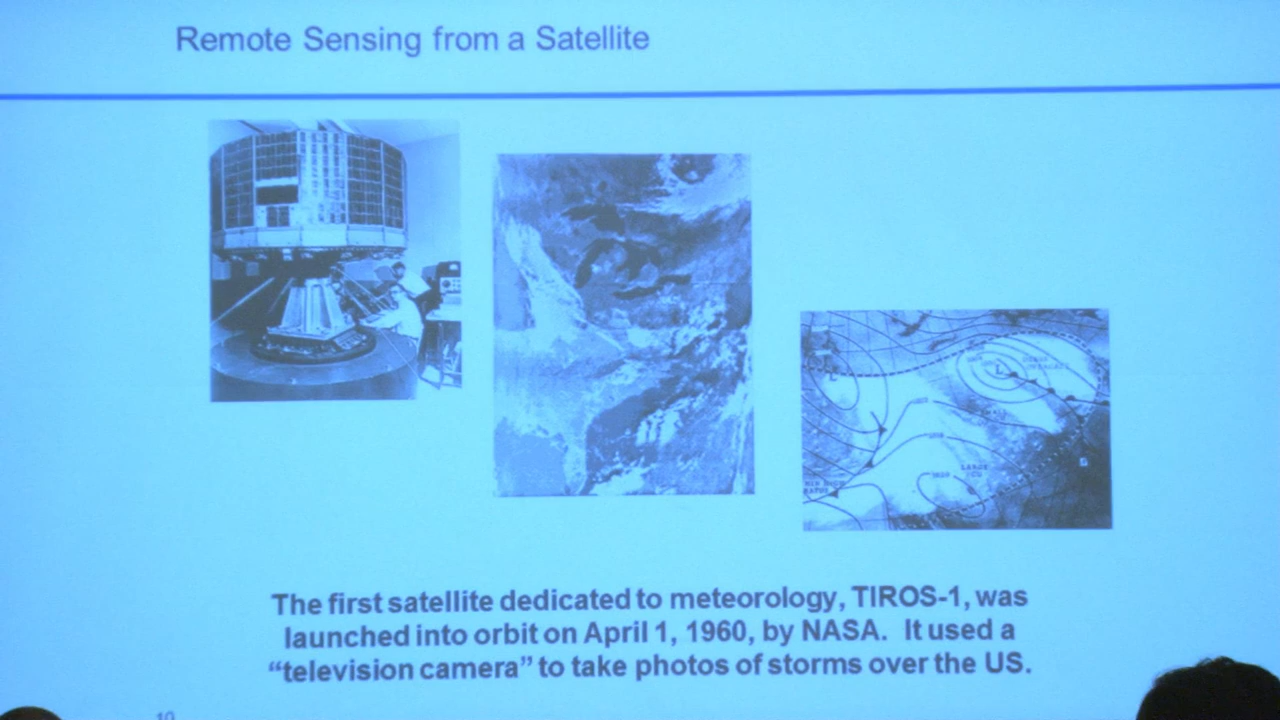 Remote Sensing from a Satellite
The first satellite dedicated to meteorology, TIROS-1, was
launched into orbit on April 1, 1960, by NASA. It used a
“television camera” to take photos of storms over the US.